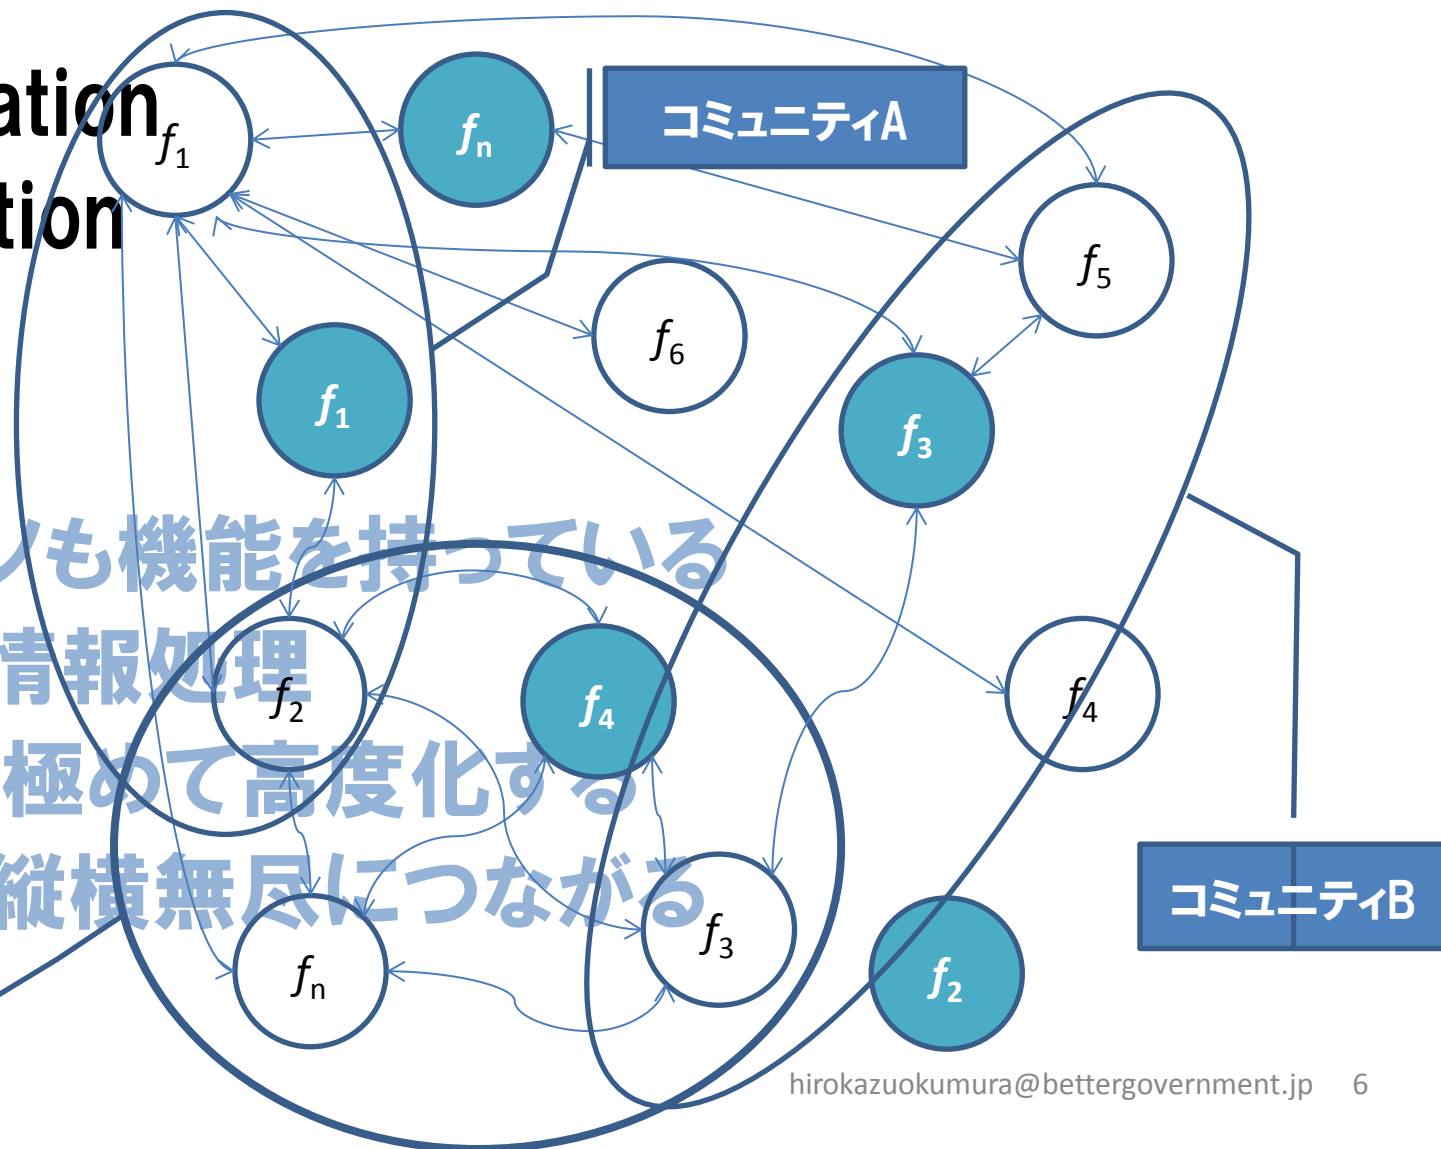 ation
tion
f1
fn
コミュニティA
f5
f6
f1
f3
も機能を持っている
情報処理
f2
f4
f4
極めて高度化する
縦横無尽につながる
コミュニティB
f3
fn
f2
hirokazuokumura@bettergovernment.jp 6